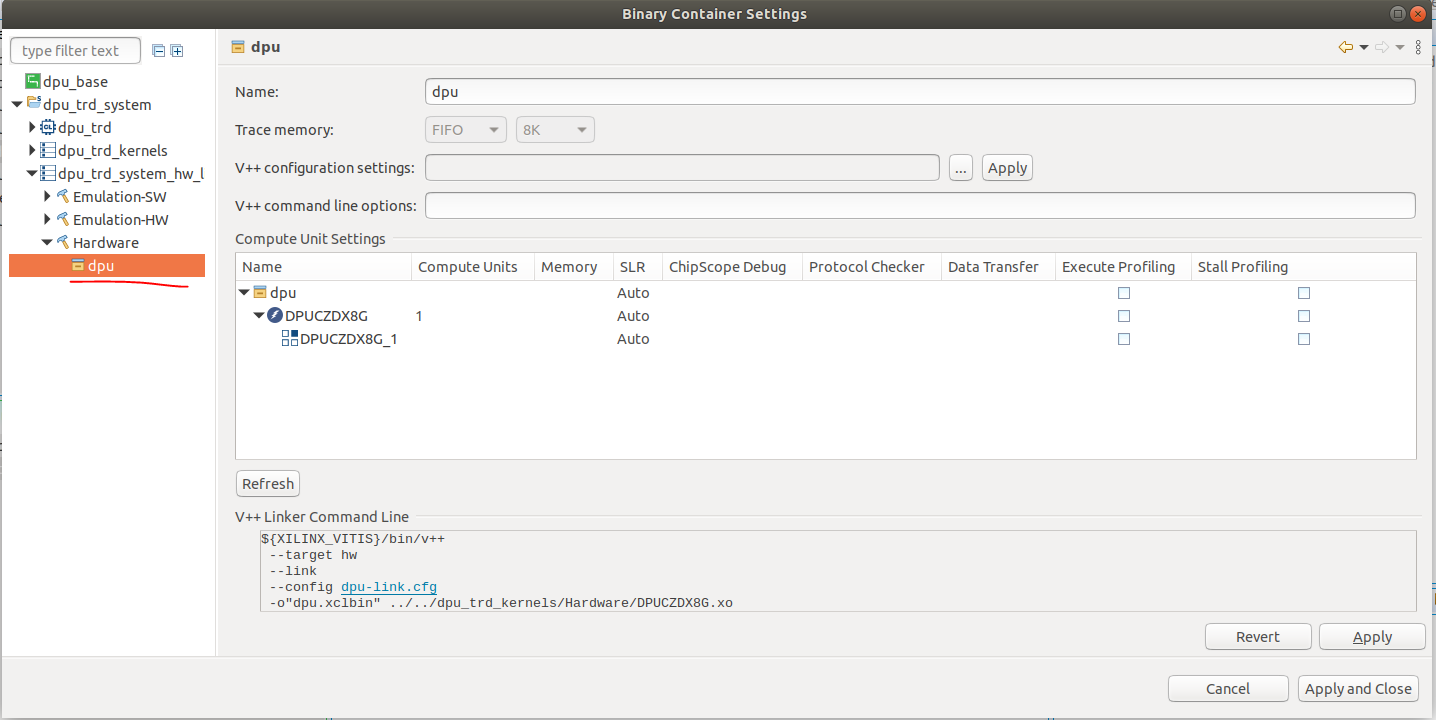 Binary Container Settings
type filter text
dpu_base
dpu_trd_system
dpu_trd
dpu_trd_kernels
dpu_trd_system_hw_l
Emulation-SW
Emulation-HW
Hardware
dpu
dpu
Name: dpu
Trace memory: FIFO 8K
V++ configuration settings: ... Apply
V++ command line options:
Compute Unit Settings
Name Compute Units Memory SLR ChipScope Debug Protocol Checker Data Transfer Execute Profiling Stall Profiling
dpu Auto
DPUCZDX8G 1 Auto
DPUCZDX8G_1 Auto
Refresh
V++ Linker Command Line
${XILINX_VITIS}/bin/v++
--target hw
--link
--config dpu-link.cfg
-o"dpu.xclbin" ../../dpu_trd_kernels/Hardware/DPUCZDX8G.xo
Revert Apply
Cancel Apply and Close